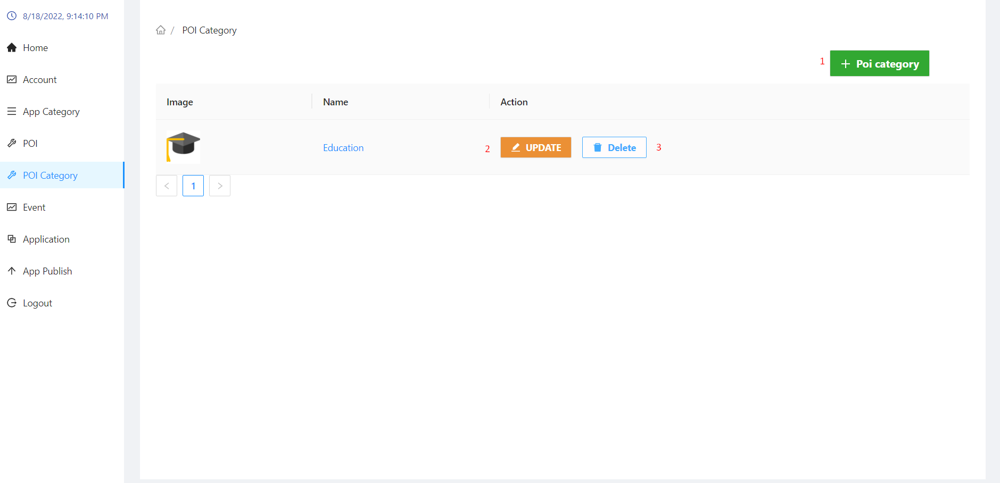 8/18/2022, 9:14:10 PM
Home
Account
App Category
POI
POI Category
Event
Application
App Publish
Logout
/ POI Category
1 + Poi category
Image Name Action
Education 2 UPDATE Delete 3
< 1 >